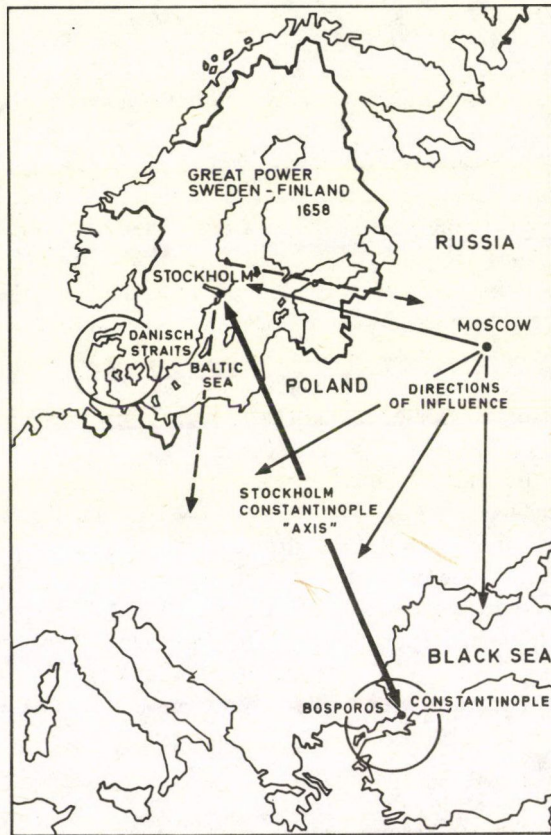 GREAT POWER
SWEDEN - FINLAND
1658
RUSSIA
STOCKHOLM
MOSCOW
DANISCH
STRAITS
BALTIC
SEA
POLAND
DIRECTIONS
OF INFLUENCE
STOCKHOLM
CONSTANTINOPLE
"AXIS"
BLACK SEA
BOSPOROS
CONSTANTINOPLE